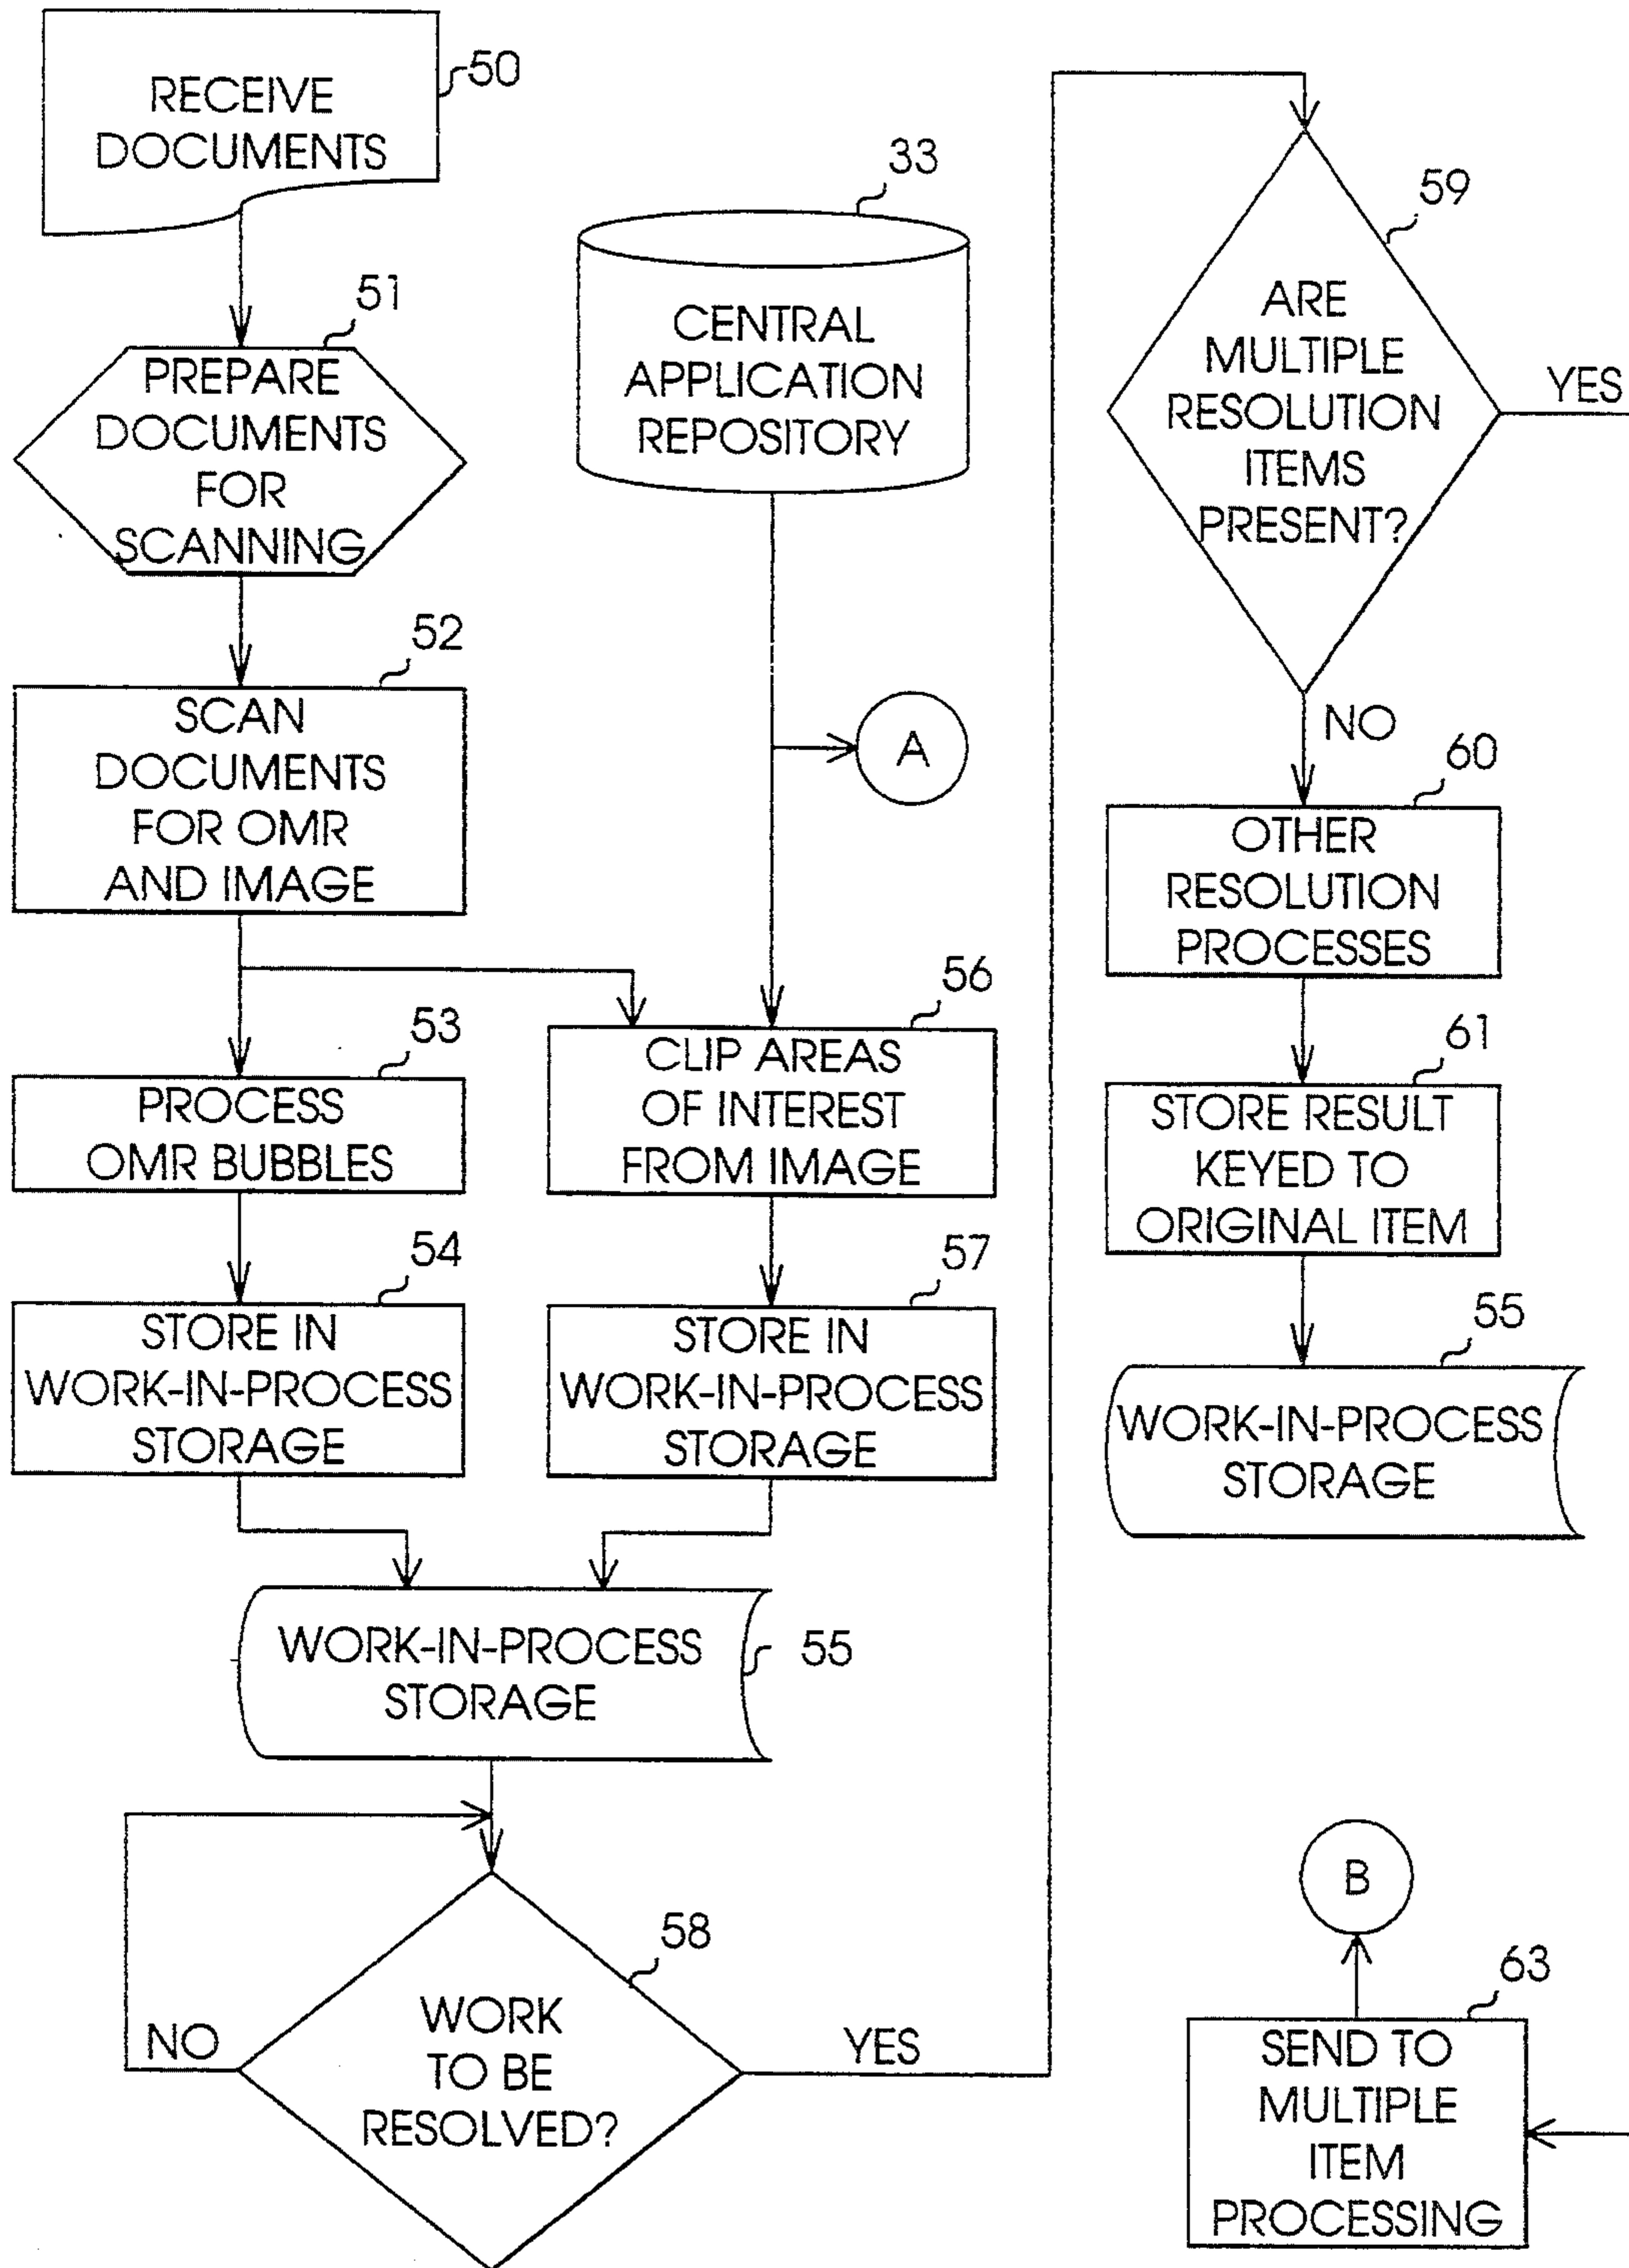 RECEIVE
DOCUMENTS
50
51
PREPARE
DOCUMENTS
FOR
SCANNING
52
SCAN
DOCUMENTS
FOR OMR
AND IMAGE
53
PROCESS
OMR BUBBLES
54
STORE IN
WORK-IN-PROCESS
STORAGE
33
CENTRAL
APPLICATION
REPOSITORY
A
56
CLIP AREAS
OF INTEREST
FROM IMAGE
57
STORE IN
WORK-IN-PROCESS
STORAGE
WORK-IN-PROCESS
STORAGE
55
58
WORK
TO BE
RESOLVED?
NO
YES
59
ARE
MULTIPLE
RESOLUTION
ITEMS
PRESENT?
YES
NO
60
OTHER
RESOLUTION
PROCESSES
61
STORE RESULT
KEYED TO
ORIGINAL ITEM
55
WORK-IN-PROCESS
STORAGE
B
63
SEND TO
MULTIPLE
ITEM
PROCESSING